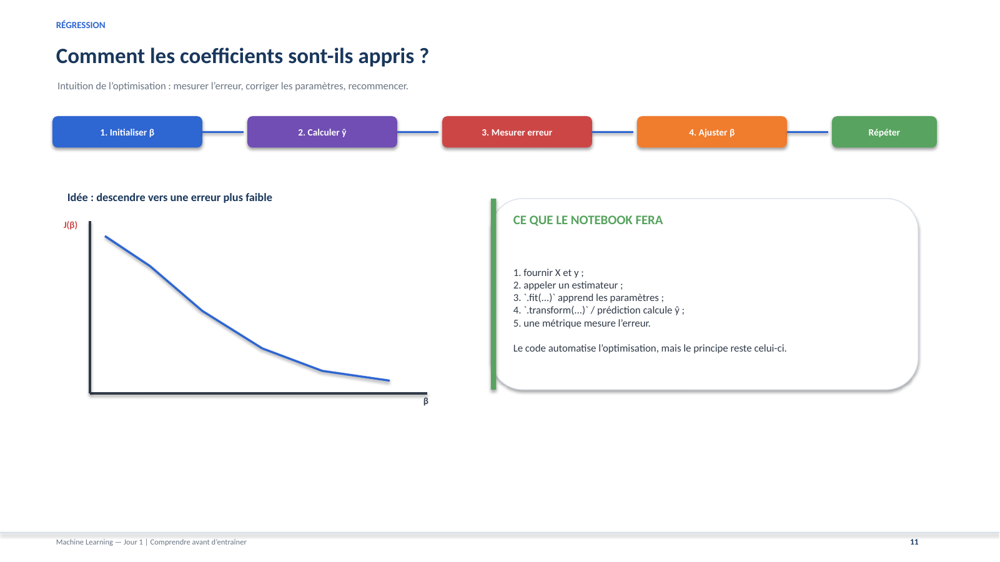 RÉGRESSION
Comment les coefficients sont-ils appris ?
Intuition de l’optimisation : mesurer l’erreur, corriger les paramètres, recommencer.
1. Initialiser β
2. Calculer ŷ
3. Mesurer erreur
4. Ajuster β
Répéter
Idée : descendre vers une erreur plus faible
J(β)
β
CE QUE LE NOTEBOOK FERA
1. fournir X et y ;
2. appeler un estimateur ;
3. `.fit(...)` apprend les paramètres ;
4. `.transform(...)` / prédiction calcule ŷ ;
5. une métrique mesure l’erreur.
Le code automatise l’optimisation, mais le principe reste celui-ci.
Machine Learning — Jour 1 | Comprendre avant d’entraîner
11